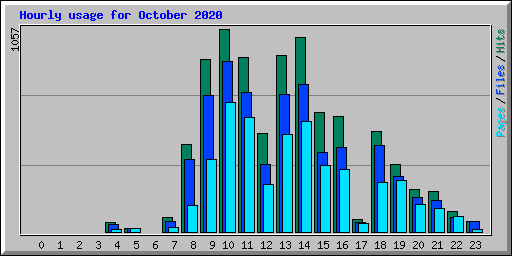 Hourly usage for October 2020
1057
Pages/Files/Hits
0 1 2 3 4 5 6 7 8 9 10 11 12 13 14 15 16 17 18 19 20 21 22 23